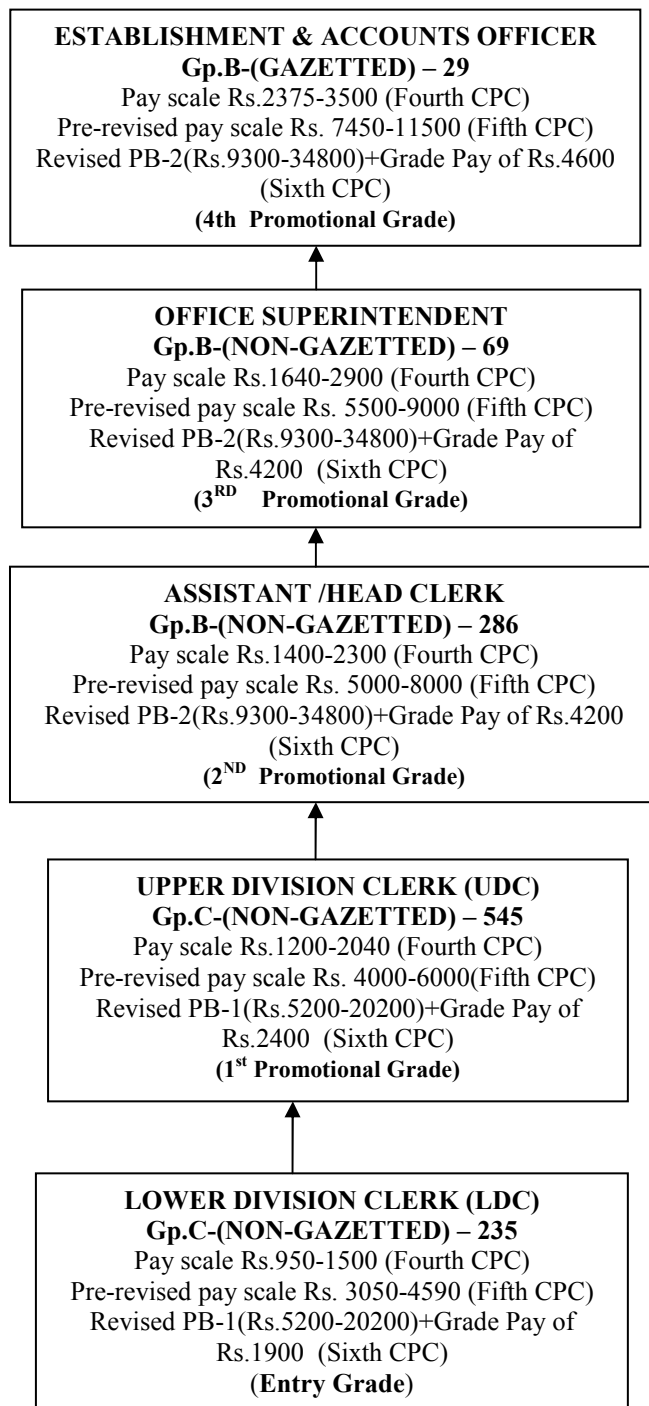 ESTABLISHMENT & ACCOUNTS OFFICER
Gp.B-(GAZETTED) – 29
Pay scale Rs.2375-3500 (Fourth CPC)
Pre-revised pay scale Rs. 7450-11500 (Fifth CPC)
Revised PB-2(Rs.9300-34800)+Grade Pay of Rs.4600
(Sixth CPC)
(4th Promotional Grade)
OFFICE SUPERINTENDENT
Gp.B-(NON-GAZETTED) – 69
Pay scale Rs.1640-2900 (Fourth CPC)
Pre-revised pay scale Rs. 5500-9000 (Fifth CPC)
Revised PB-2(Rs.9300-34800)+Grade Pay of
Rs.4200 (Sixth CPC)
(3RD Promotional Grade)
ASSISTANT /HEAD CLERK
Gp.B-(NON-GAZETTED) – 286
Pay scale Rs.1400-2300 (Fourth CPC)
Pre-revised pay scale Rs. 5000-8000 (Fifth CPC)
Revised PB-2(Rs.9300-34800)+Grade Pay of Rs.4200
(Sixth CPC)
(2ND Promotional Grade)
UPPER DIVISION CLERK (UDC)
Gp.C-(NON-GAZETTED) – 545
Pay scale Rs.1200-2040 (Fourth CPC)
Pre-revised pay scale Rs. 4000-6000(Fifth CPC)
Revised PB-1(Rs.5200-20200)+Grade Pay of
Rs.2400 (Sixth CPC)
(1st Promotional Grade)
LOWER DIVISION CLERK (LDC)
Gp.C-(NON-GAZETTED) – 235
Pay scale Rs.950-1500 (Fourth CPC)
Pre-revised pay scale Rs. 3050-4590 (Fifth CPC)
Revised PB-1(Rs.5200-20200)+Grade Pay of
Rs.1900 (Sixth CPC)
(Entry Grade)